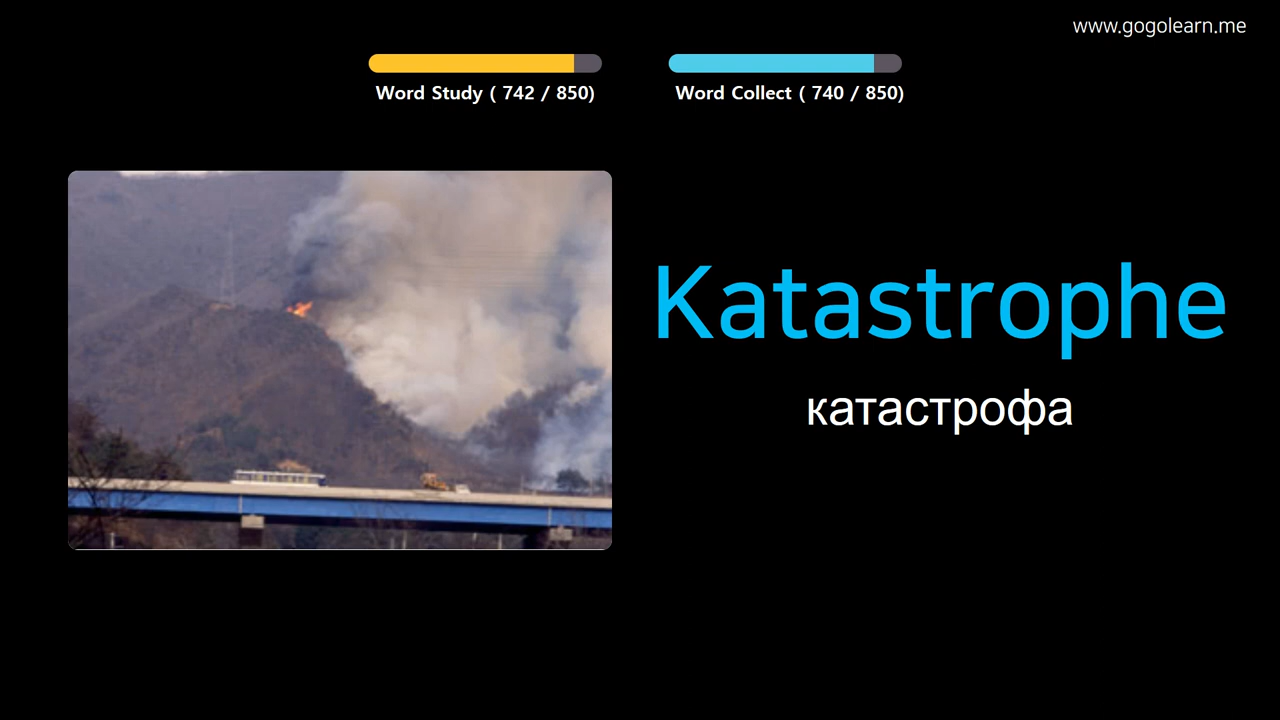 www.gogolearn.me
Word Study ( 742 / 850)
Word Collect ( 740 / 850)
Katastrophe
катастрофа